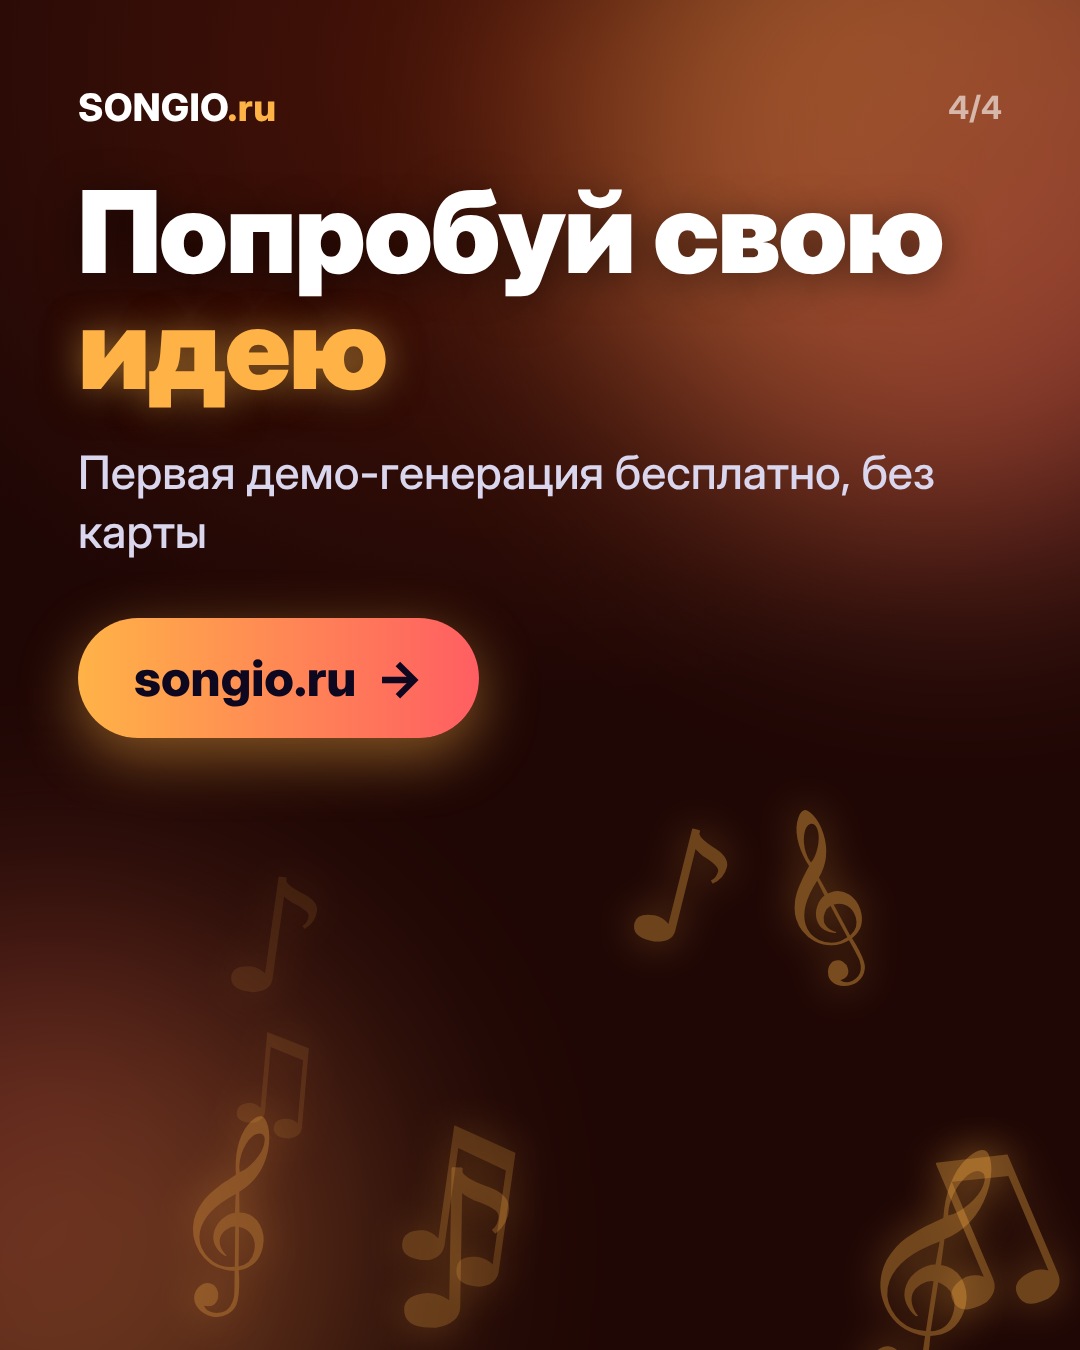 SONGIO.ru
4/4
Попробуй свою
идею
Первая демо-генерация бесплатно, без
карты
songio.ru →